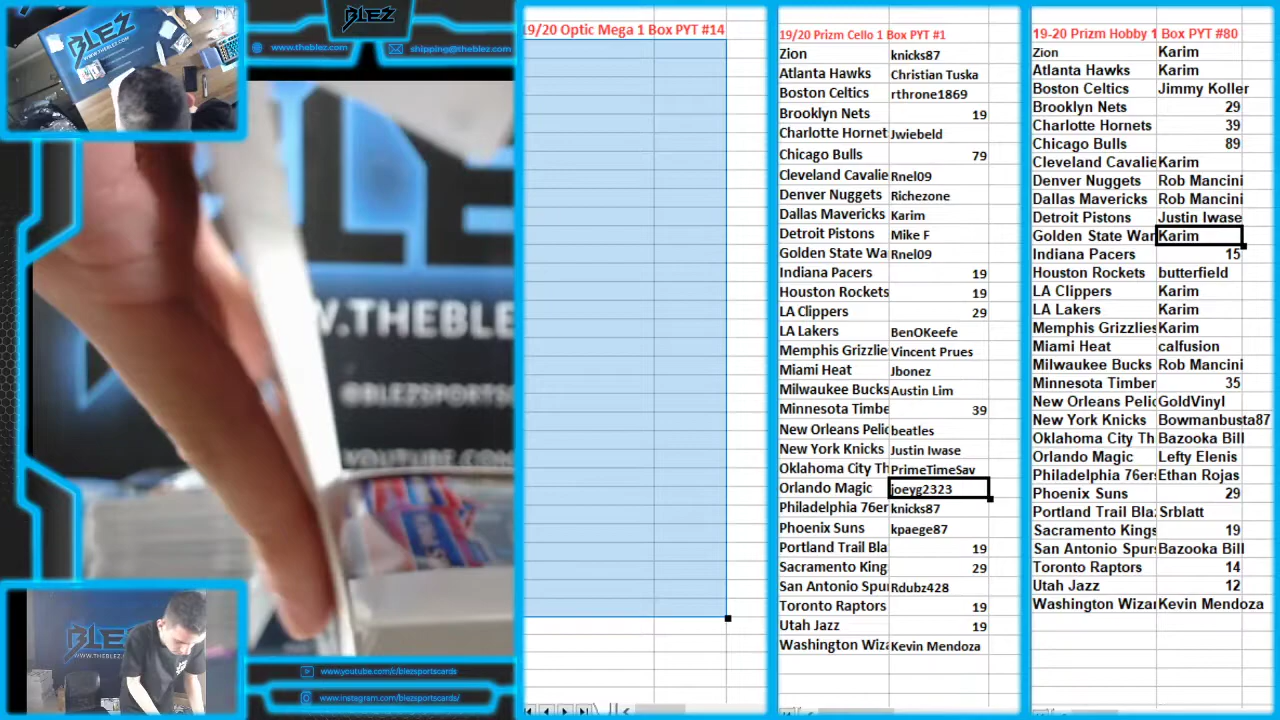 BLEZ
www.theblez.com
shipping@theblez.com
BLEZ
W.THEBLE
@BLEZSPORTS
YOUTUBE.COM
BLEZ
WWW.THEBLE
www.youtube.com/c/blezsportscards
www.instagram.com/blezsportscards/
19/20 Optic Mega 1 Box PYT #14
19/20 Prizm Cello 1 Box PYT #1
Zion knicks87
Atlanta Hawks Christian Tuska
Boston Celtics rthrone1869
Brooklyn Nets 19
Charlotte Hornet Jwiebeld
Chicago Bulls 79
Cleveland Cavalie Rnel09
Denver Nuggets Richezone
Dallas Mavericks Karim
Detroit Pistons Mike F
Golden State Wa Rnel09
Indiana Pacers 19
Houston Rockets 19
LA Clippers 29
LA Lakers BenOKeefe
Memphis Grizzlie Vincent Prues
Miami Heat Jbonez
Milwaukee Bucks Austin Lim
Minnesota Timbe 39
New Orleans Pelic beatles
New York Knicks Justin Iwase
Oklahoma City Th PrimeTimeSav
Orlando Magic joeyg2323
Philadelphia 76er knicks87
Phoenix Suns kpaege87
Portland Trail Bla 19
Sacramento King 29
San Antonio Spu Rdubz428
Toronto Raptors 19
Utah Jazz 19
Washington Wiza Kevin Mendoza
19-20 Prizm Hobby 1 Box PYT #80
Zion Karim
Atlanta Hawks Karim
Boston Celtics Jimmy Koller
Brooklyn Nets 29
Charlotte Hornets 39
Chicago Bulls 89
Cleveland Cavalie Karim
Denver Nuggets Rob Mancini
Dallas Mavericks Rob Mancini
Detroit Pistons Justin Iwase
Golden State War Karim
Indiana Pacers 15
Houston Rockets butterfield
LA Clippers Karim
LA Lakers Karim
Memphis Grizzlies Karim
Miami Heat calfusion
Milwaukee Bucks Rob Mancini
Minnesota Timber 35
New Orleans Pelic GoldVinyl
New York Knicks Bowmanbusta87
Oklahoma City Th Bazooka Bill
Orlando Magic Lefty Elenis
Philadelphia 76ers Ethan Rojas
Phoenix Suns 29
Portland Trail Bla Srblatt
Sacramento Kings 19
San Antonio Spurs Bazooka Bill
Toronto Raptors 14
Utah Jazz 12
Washington Wizar Kevin Mendoza